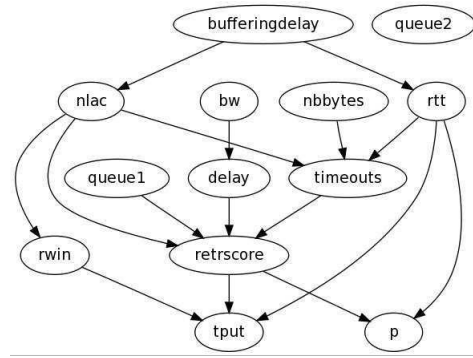 bufferingdelay queue2
nlac bw nbbytes rtt
queue1 delay timeouts
rwin retrscore
tput p